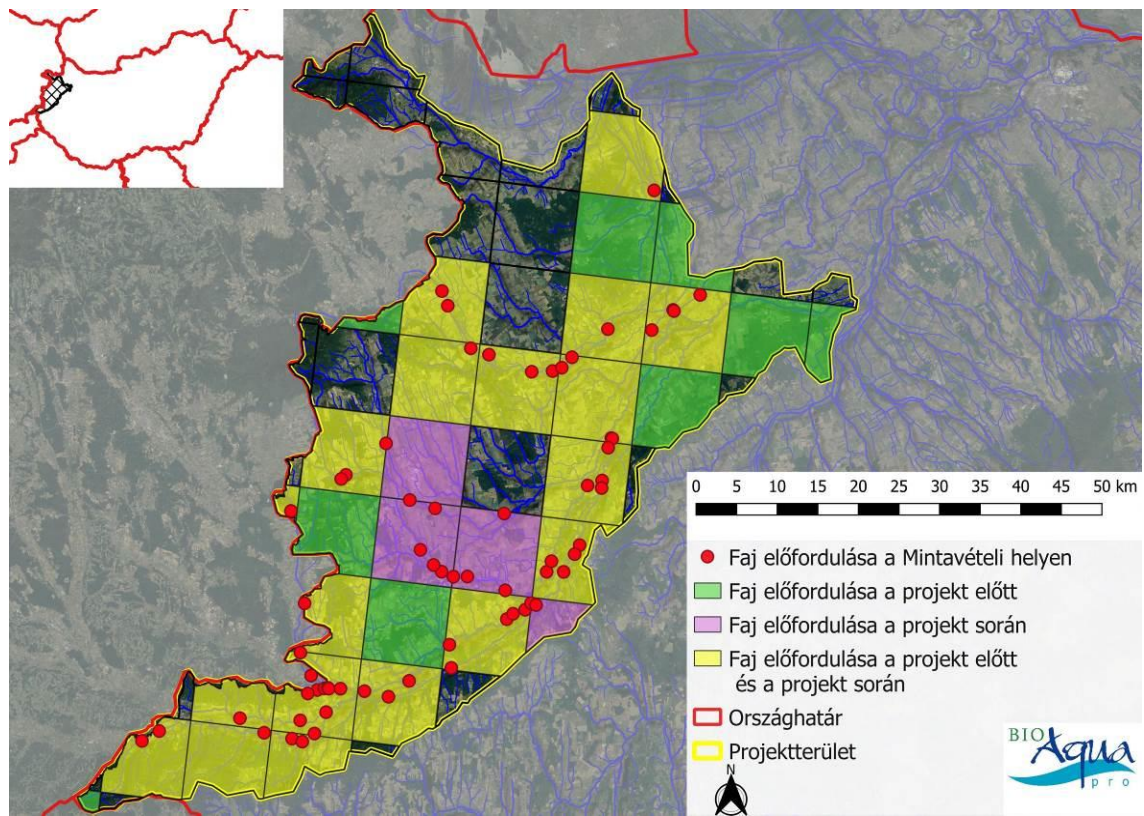 0 5 10 15 20 25 30 35 40 45 50 km
Faj előfordulása a Mintavételi helyen
Faj előfordulása a projekt előtt
Faj előfordulása a projekt során
Faj előfordulása a projekt előtt
és a projekt során
Országhatár
Projektterület
N
BIO
Aqua
pro